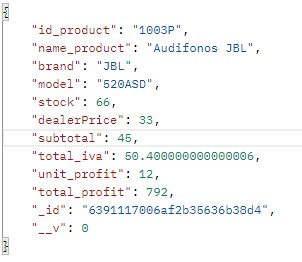 {
"id_product": "1003P",
"name_product": "Audifonos JBL",
"brand": "JBL",
"model": "520ASD",
"stock": 66,
"dealerPrice": 33,
"subtotal": 45,
"total_iva": 50.400000000000006,
"unit_profit": 12,
"total_profit": 792,
"_id": "6391117006af2b35636b38d4",
"__v": 0
}